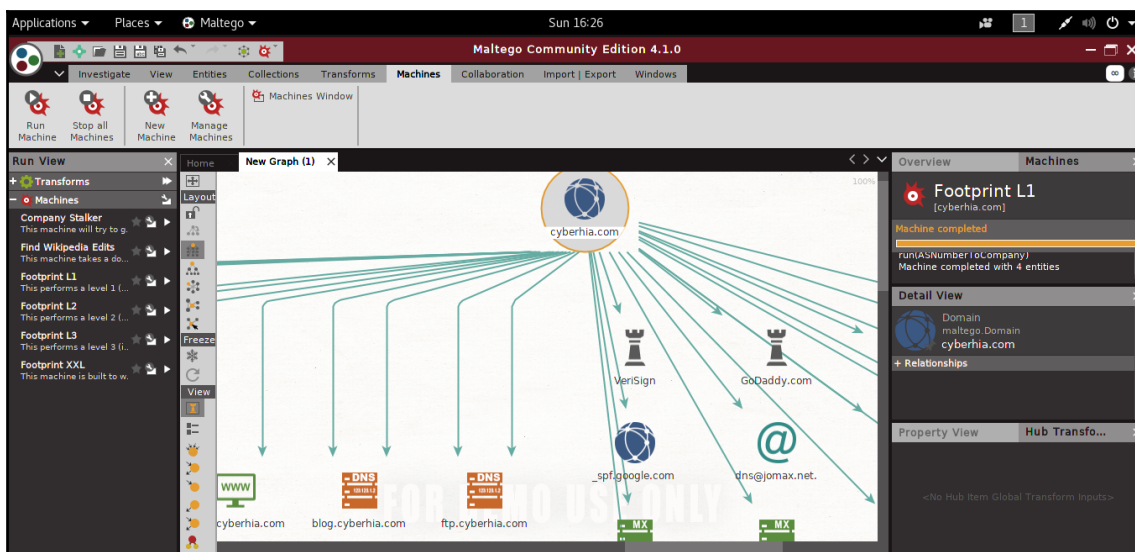 Applications Places Maltego Sun 16:26 1
Maltego Community Edition 4.1.0
Investigate View Entities Collections Transforms Machines Collaboration Import | Export Windows
Run Machine
Stop all Machines
New Machine
Manage Machines
Machines Window
Run View
Transforms
Machines
Company Stalker
This machine will try to g.
Find Wikipedia Edits
This machine takes a do...
Footprint L1
This performs a level 1 (...
Footprint L2
This performs a level 2 (...
Footprint L3
This performs a level 3 (i..
Footprint XXL
This machine is built to w.
Home New Graph (1)
Layout
Freeze
View
100%
cyberhia.com
VeriSign
GoDaddy.com
_spf.google.com
dns@jomax.net.
WWW
cyberhia.com
DNS
blog.cyberhia.com
DNS
ftp.cyberhia.com
MX
MX
FOR DEMO USE ONLY
Overview Machines
Footprint L1
[cyberhia.com]
Machine completed
run(ASNumberToCompany)
Machine completed with 4 entities
Detail View
Domain
maltego.Domain
cyberhia.com
+ Relationships
Property View Hub Transfo...
<No Hub Item Global Transform Inputs>